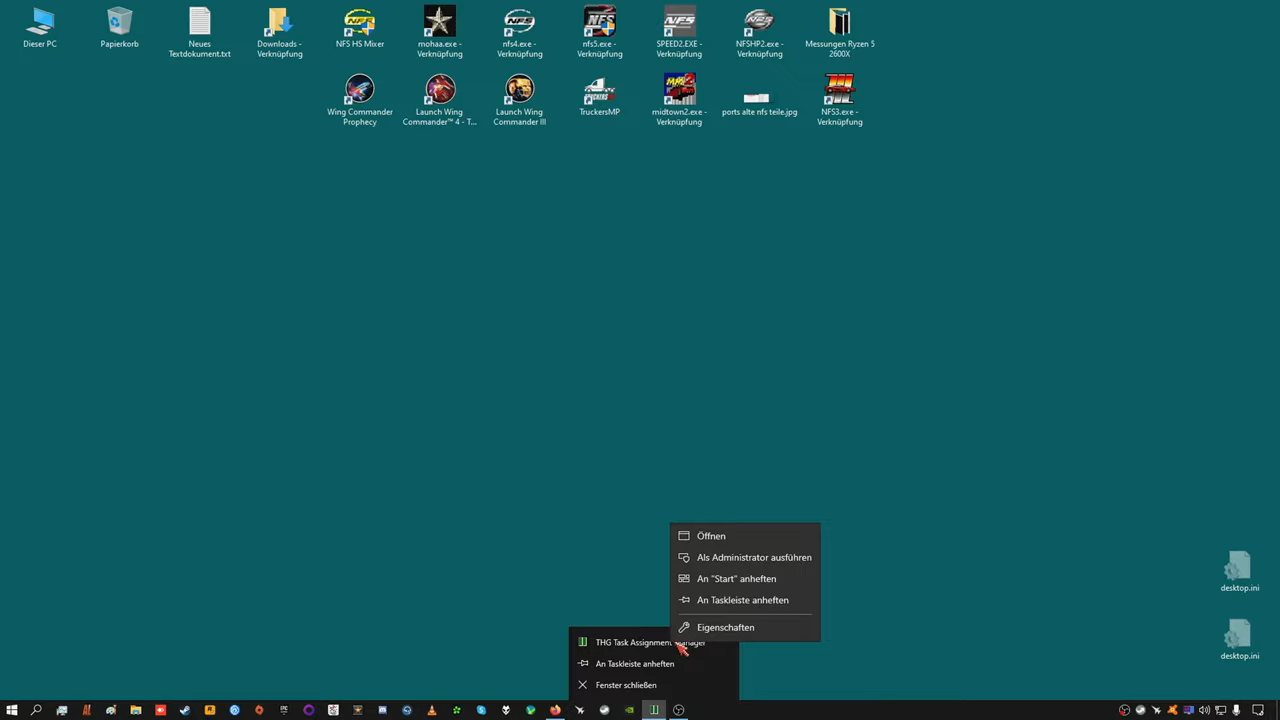 Dieser PC
Papierkorb
Neues
Textdokument.txt
Downloads -
Verknüpfung
NFS HS Mixer
mohaa.exe -
Verknüpfung
nfs4.exe -
Verknüpfung
nfs5.exe -
Verknüpfung
SPEED2.EXE -
Verknüpfung
NFSHP2.exe -
Verknüpfung
Messungen Ryzen 5
2600X
Wing Commander
Prophecy
Launch Wing
Commander™ 4 - T...
Launch Wing
Commander III
TruckersMP
midtown2.exe -
Verknüpfung
ports alte nfs teile.jpg
NFS3.exe -
Verknüpfung
Öffnen
Als Administrator ausführen
An "Start" anheften
An Taskleiste anheften
Eigenschaften
THG Task Assignment Manager
An Taskleiste anheften
Fenster schließen
desktop.ini
desktop.ini